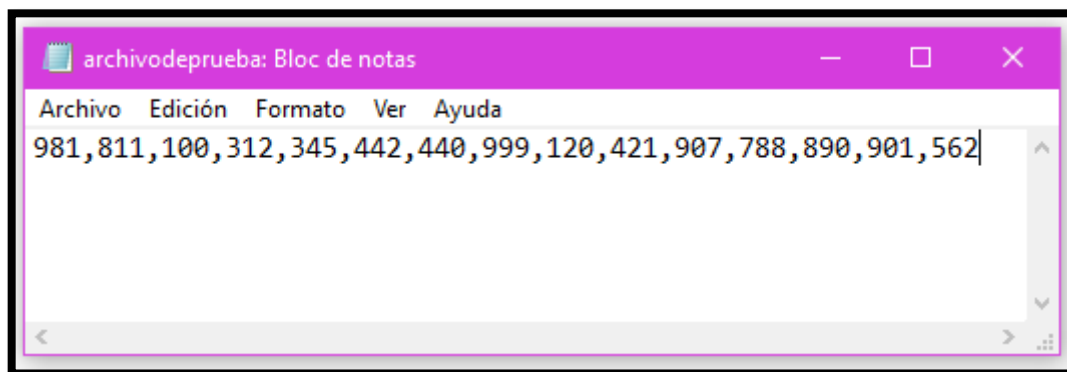 archivodeprueba: Bloc de notas
Archivo Edición Formato Ver Ayuda
981,811,100,312,345,442,440,999,120,421,907,788,890,901,562